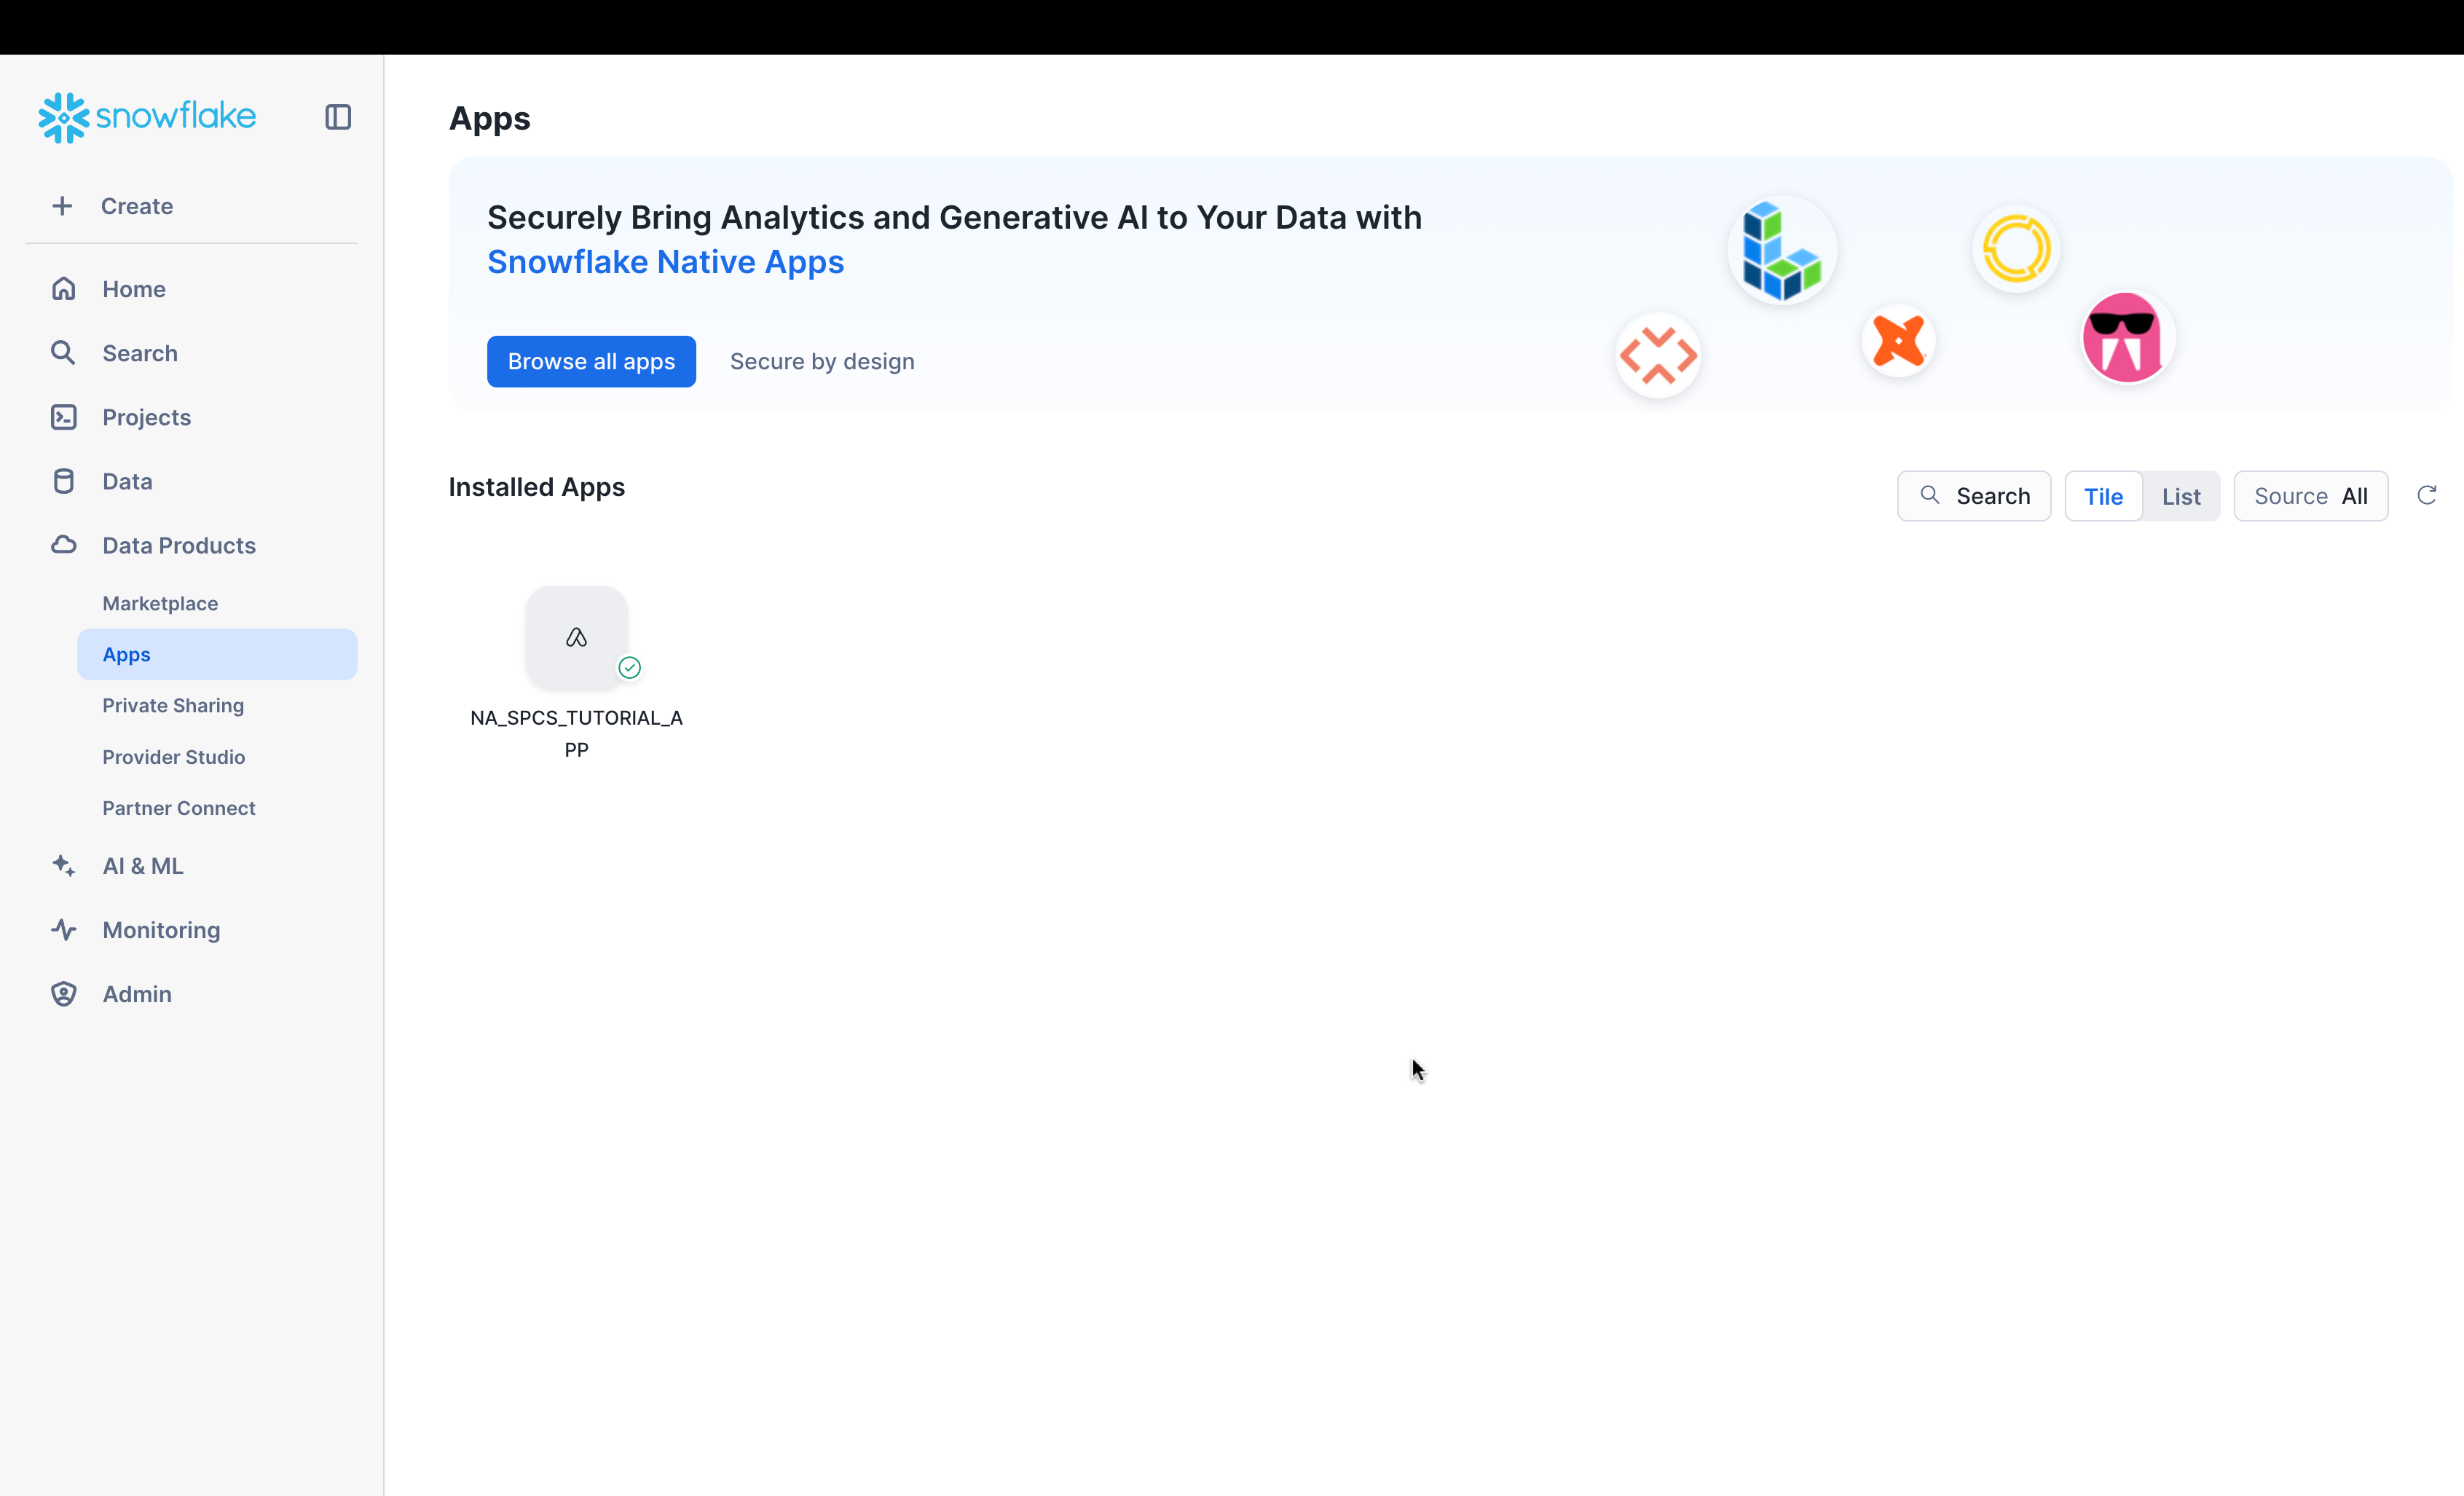 snowflake
Create
Home
Search
Projects
Data
Data Products
Marketplace
Apps
Private Sharing
Provider Studio
Partner Connect
AI & ML
Monitoring
Admin
Apps
Securely Bring Analytics and Generative AI to Your Data with
Snowflake Native Apps
Browse all apps
Secure by design
Installed Apps
Search
Tile
List
Source All
NA_SPCS_TUTORIAL_A
PP